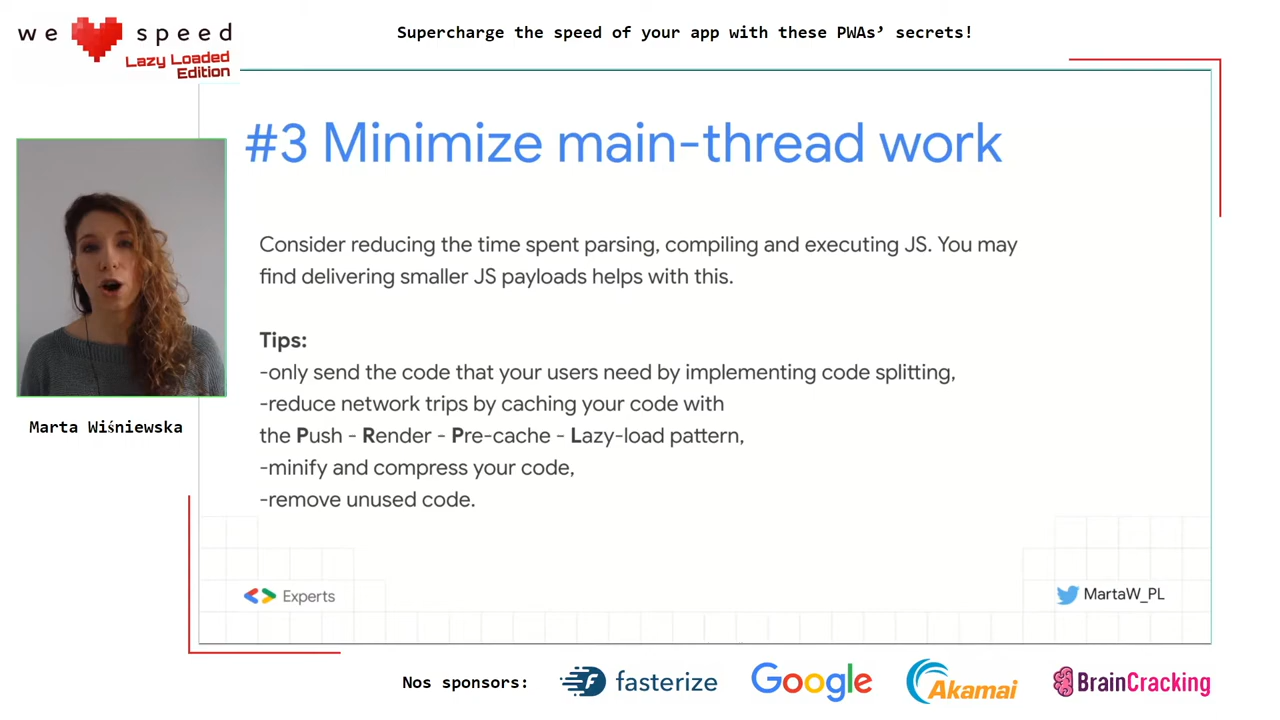 we speed
Lazy Loaded
Edition
Supercharge the speed of your app with these PWAs’ secrets!
#3 Minimize main-thread work
Consider reducing the time spent parsing, compiling and executing JS. You may
find delivering smaller JS payloads helps with this.
Tips:
-only send the code that your users need by implementing code splitting,
-reduce network trips by caching your code with
the Push - Render - Pre-cache - Lazy-load pattern,
-minify and compress your code,
-remove unused code.
Marta Wiśniewska
Experts
MartaW_PL
Nos sponsors:
fasterize
Google
Akamai
BrainCracking